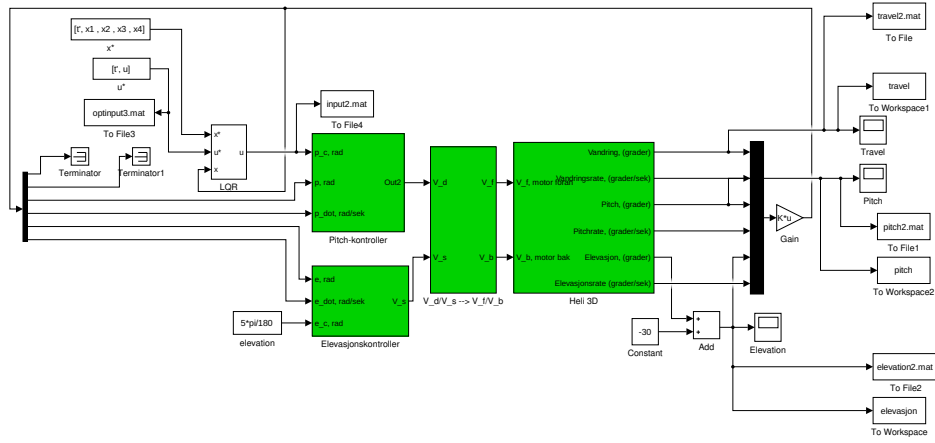 [t', x1 , x2 , x3 , x4]
x*
[t', u]
u*
optinput3.mat
To File3
x*
u*
x
u
LQR
input2.mat
To File4
Terminator
Terminator1
p_c, rad
p, rad
p_dot, rad/sek
Out2
Pitch-kontroller
e, rad
e_dot, rad/sek
e_c, rad
V_s
Elevasjonskontroller
5*pi/180
elevation
V_d
V_s
V_f
V_b
V_d/V_s --> V_f/V_b
V_f, motor foran
V_b, motor bak
Vandring, (grader)
Vandringsrate, (grader/sek)
Pitch, (grader)
Pitchrate, (grader/sek)
Elevasjon, (grader)
Elevasjonsrate (grader/sek)
Heli 3D
-30
Constant
+
+
Add
K*u
Gain
Elevation
travel2.mat
To File
travel
To Workspace1
Travel
Pitch
pitch2.mat
To File1
pitch
To Workspace2
elevation2.mat
To File2
elevasjon
To Workspace